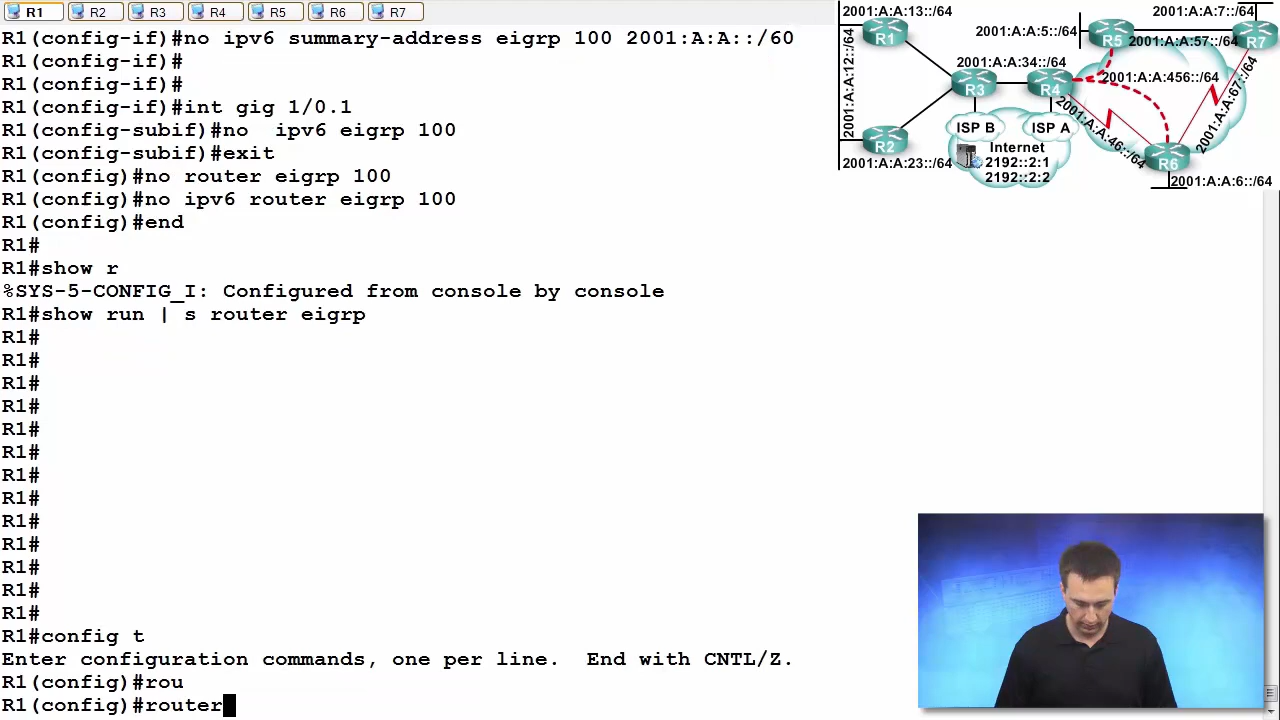 R1 R2 R3 R4 R5 R6 R7
R1(config-if)#no ipv6 summary-address eigrp 100 2001:A:A::/60
R1(config-if)#
R1(config-if)#
R1(config-if)#int gig 1/0.1
R1(config-subif)#no  ipv6 eigrp 100
R1(config-subif)#exit
R1(config)#no router eigrp 100
R1(config)#no ipv6 router eigrp 100
R1(config)#end
R1#
R1#show r
%SYS-5-CONFIG_I: Configured from console by console
R1#show run | s router eigrp
R1#
R1#
R1#
R1#
R1#
R1#
R1#
R1#
R1#
R1#
R1#
R1#
R1#
R1#config t
Enter configuration commands, one per line.  End with CNTL/Z.
R1(config)#rou
R1(config)#router
2001:A:A:13::/64
2001:A:A:7::/64
2001:A:A:5::/64
R1
R5
2001:A:A:57::/64
R7
2001:A:A:12::/64
2001:A:A:34::/64
2001:A:A:456::/64
R3
R4
2001:A:A:67::/64
2001:A:A:46::/64
ISP B
ISP A
R2
Internet
2192::2:1
2192::2:2
2001:A:A:23::/64
R6
2001:A:A:6::/64